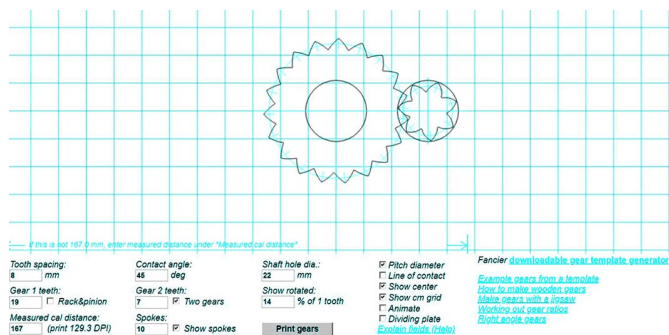 If this is not 167.0 mm, enter measured distance under "Measured cal distance"
Tooth spacing:
8 mm
Contact angle:
45 deg
Shaft hole dia.:
22 mm
Gear 1 teeth:
19 Rack&pinion
Gear 2 teeth:
7 Two gears
Show rotated:
14 % of 1 tooth
Measured cal distance:
167 (print 129.3 DPI)
Spokes:
10 Show spokes
Print gears
Pitch diameter
Line of contact
Show center
Show cm grid
Animate
Dividing plate
Explain fields (Help)
Fancier downloadable gear template generator
Example gears from a template
How to make wooden gears
Make gears with a jigsaw
Working out gear ratios
Right angle gears